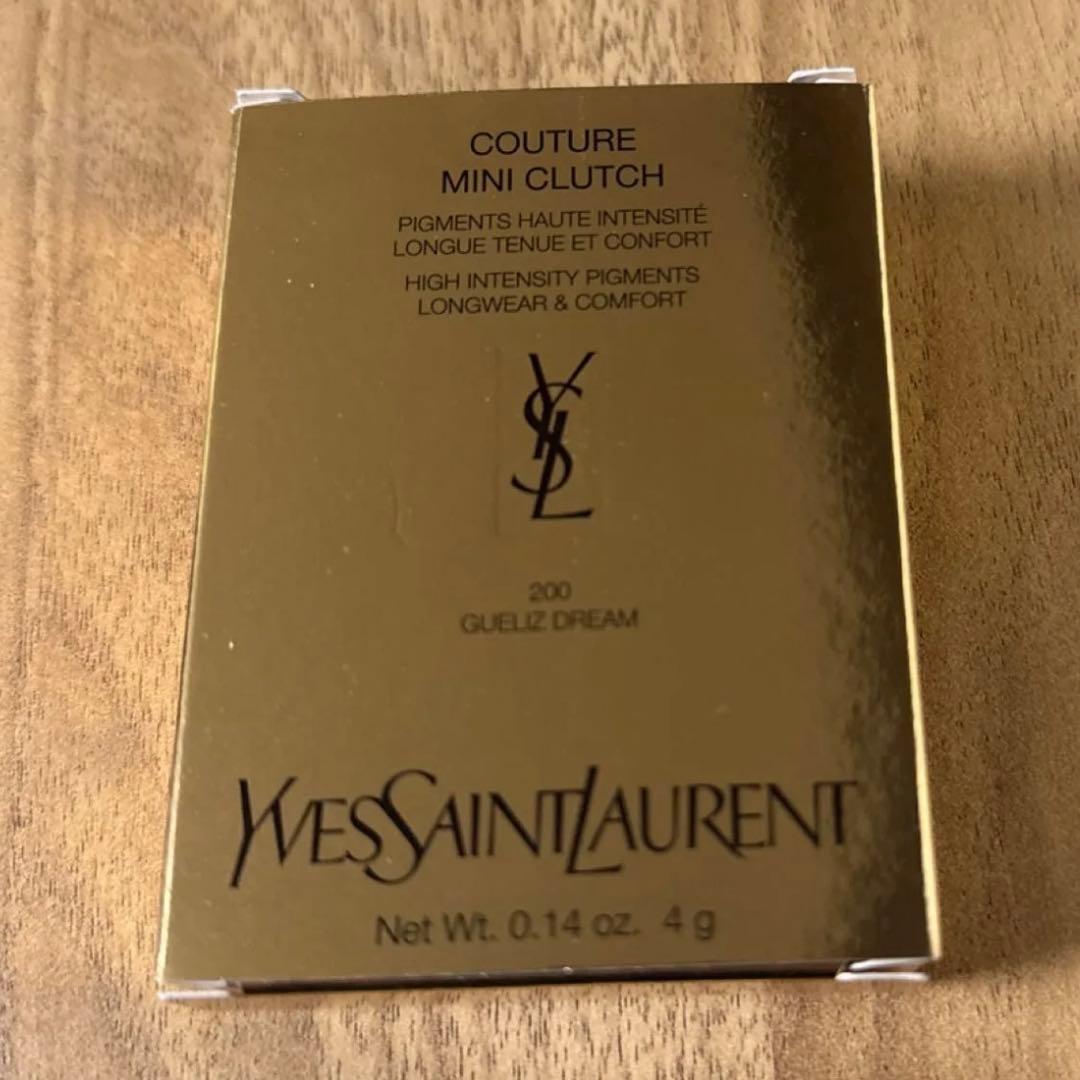 COUTURE
MINI CLUTCH
PIGMENTS HAUTE INTENSITÉ
LONGUE TENUE ET CONFORT
HIGH INTENSITY PIGMENTS
LONGWEAR & COMFORT
YSL
200
GUELIZ DREAM
YVESSAINTLAURENT
Net Wt. 0.14 oz. 4 g